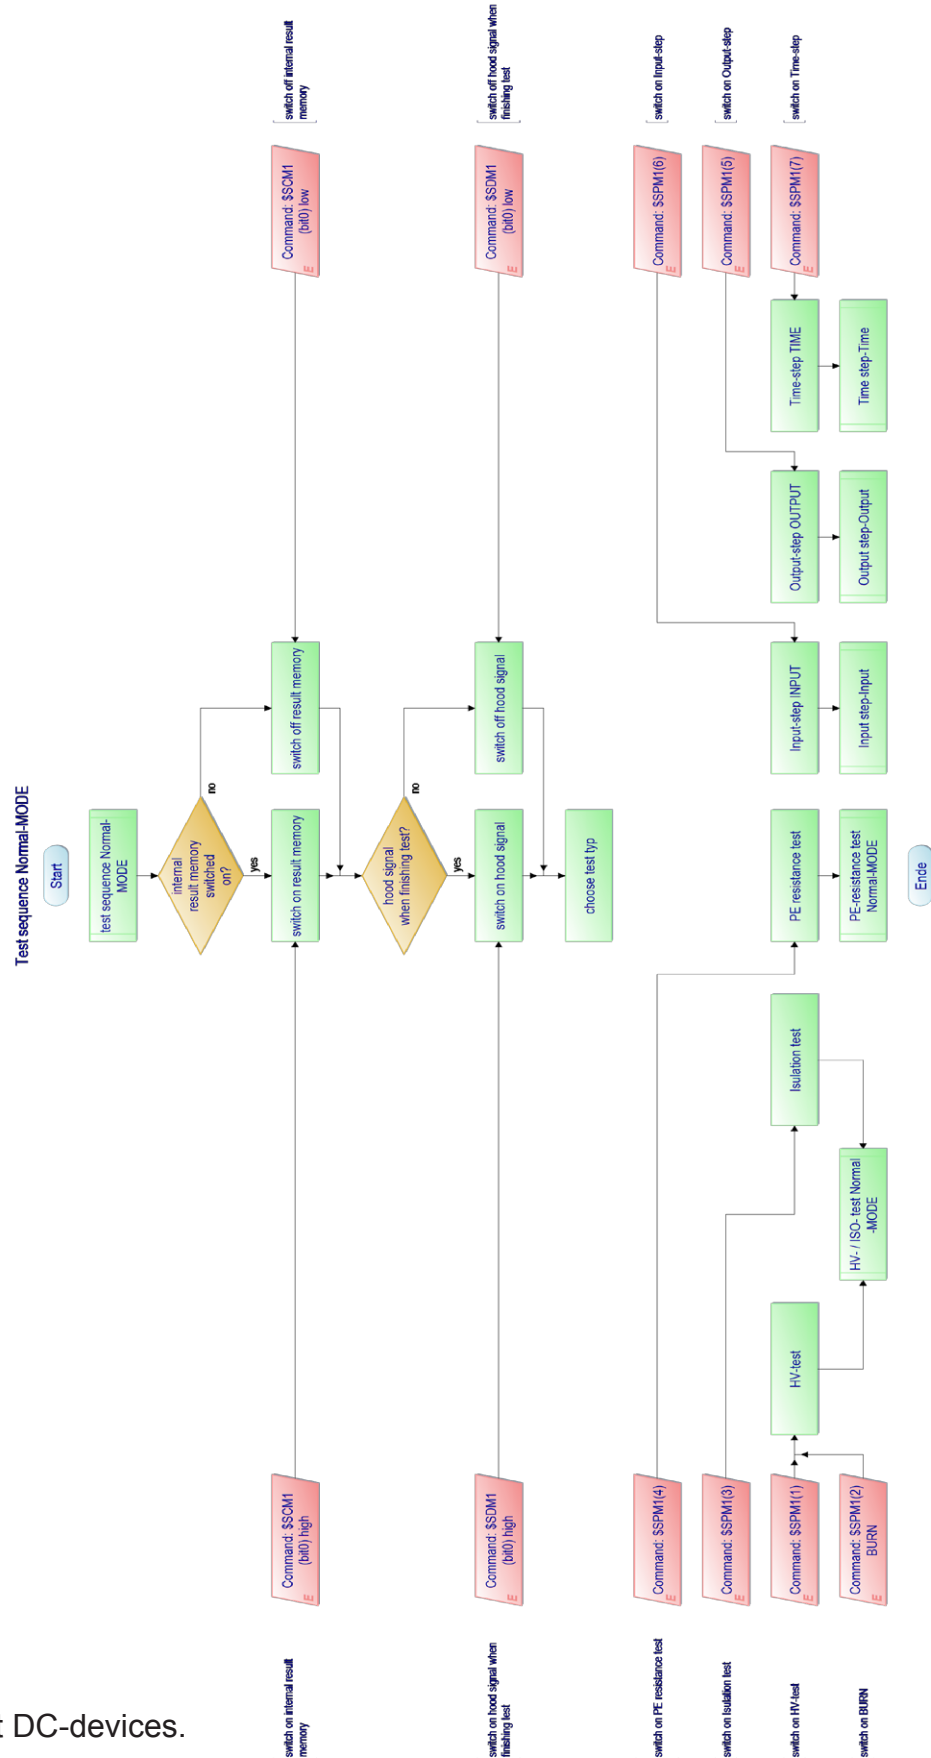 Test sequence Normal-MODE
Start
test sequence Normal-
MODE
internal
result memory
switched
on?
no
yes
switch on internal result
memory
Command: $SCM1
(bit0) high
E
switch on result memory
switch off result memory
Command: $SCM1
(bit0) low
E
switch off internal result
memory
hood signal
when finishing test?
no
yes
switch on hood signal when
finishing test
Command: $SDM1
(bit0) high
E
switch on hood signal
switch off hood signal
Command: $SDM1
(bit0) low
E
switch off hood signal when
finishing test
choose test typ
switch on PE resistance test
Command: $SPM1(4)
E
Command: $SPM1(6)
E
switch on Input-step
switch on Isulation test
Command: $SPM1(3)
E
Command: $SPM1(5)
E
switch on Output-step
switch on HV-test
Command: $SPM1(1)
E
HV-test
Isulation test
PE resistance test
Input-step INPUT
Output-step OUTPUT
Time-step TIME
Command: $SPM1(7)
E
switch on Time-step
switch on BURN
Command: $SPM1(2)
BURN
E
HV- / ISO- test Normal
-MODE
PE-resistance test
Normal-MODE
Input step-Input
Output step-Output
Time step-Time
Ende
t DC-devices.